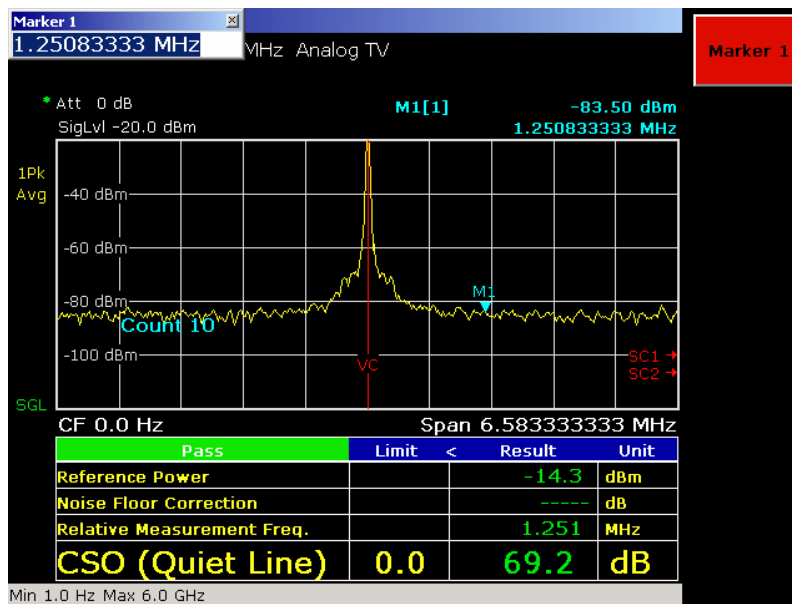 Marker 1
1.25083333 MHz
MHz Analog TV
Marker 1
* Att 0 dB
M1[1] -83.50 dBm
SigLvl -20.0 dBm
1.250833333 MHz
1Pk
Avg
-40 dBm
-60 dBm
M1
-80 dBm
Count 10
-100 dBm
VC
SC1
SC2
SGL
CF 0.0 Hz Span 6.583333333 MHz
Pass Limit < Result Unit
Reference Power -14.3 dBm
Noise Floor Correction ----- dB
Relative Measurement Freq. 1.251 MHz
CSO (Quiet Line) 0.0 69.2 dB
Min 1.0 Hz Max 6.0 GHz